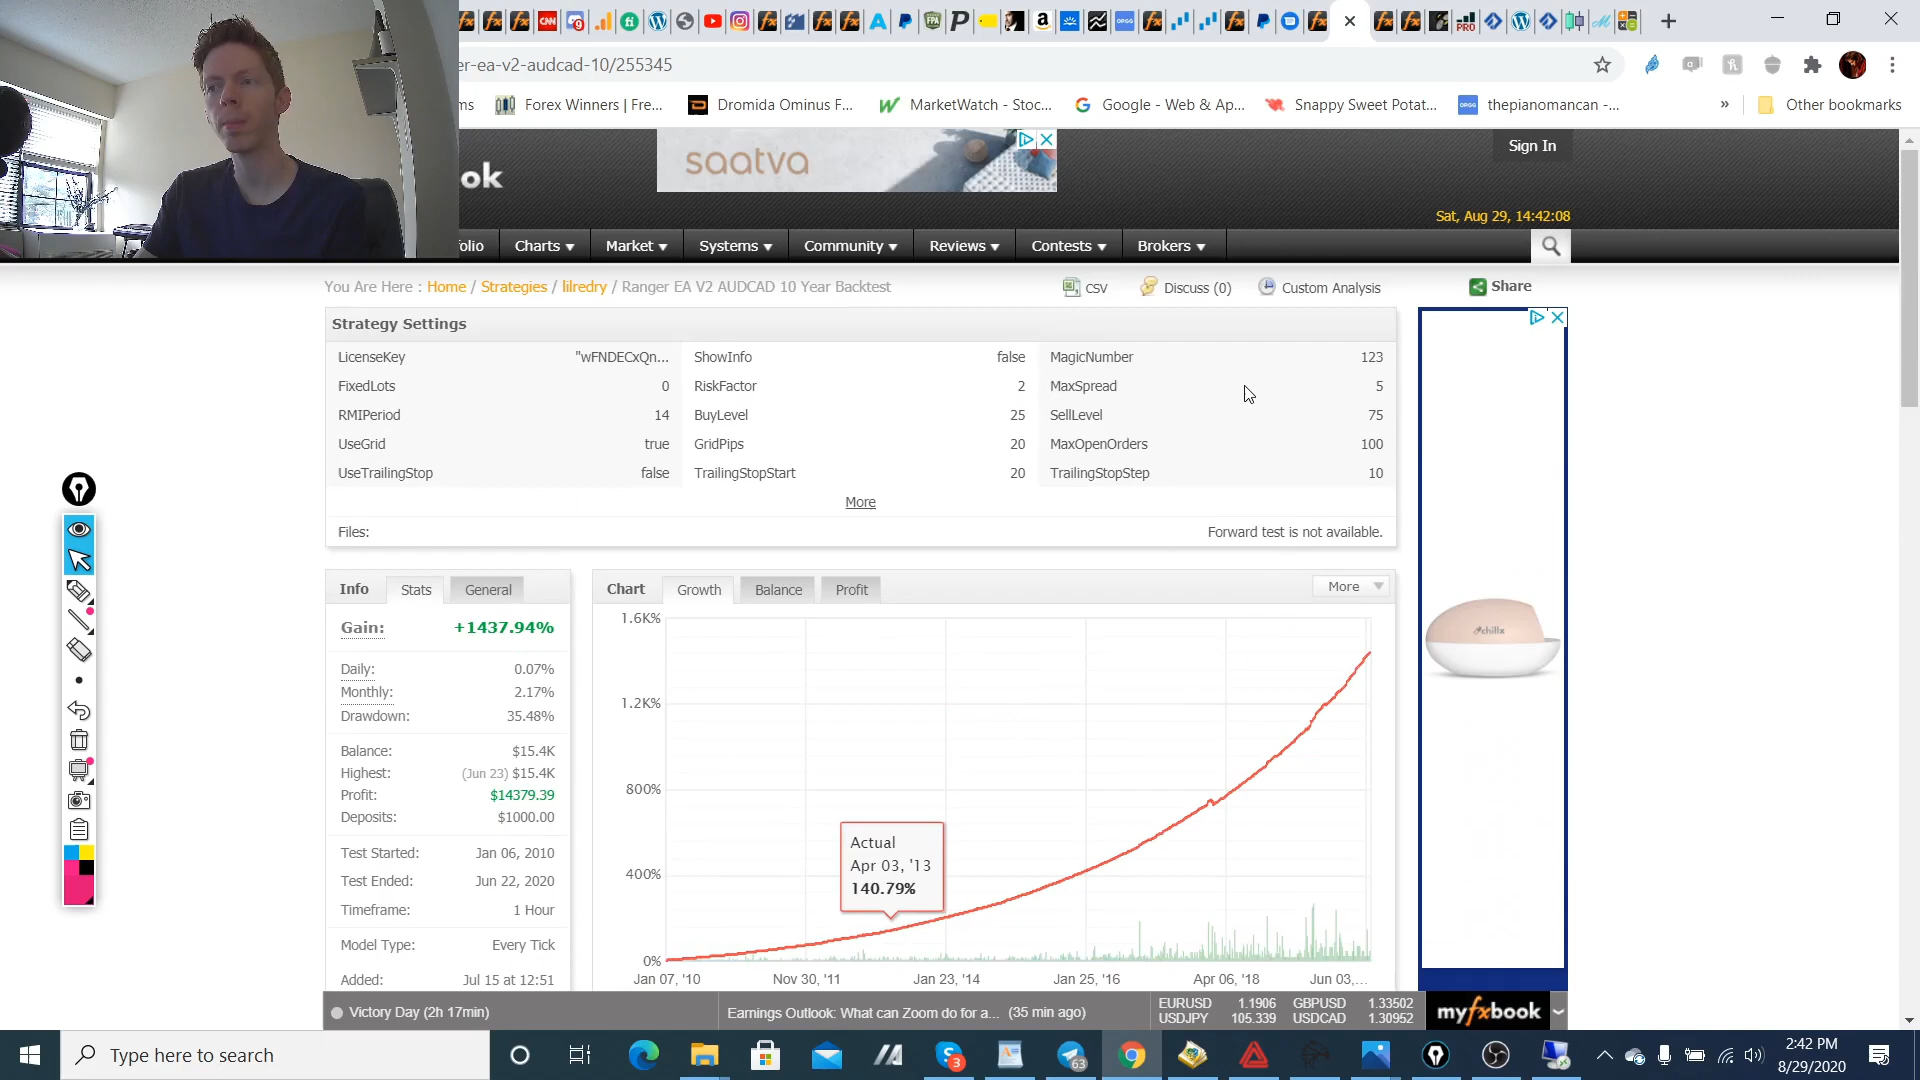 er-ea-v2-audcad-10/255345
ms
Forex Winners | Fre...
Dromida Ominus F...
MarketWatch - Stoc...
Google - Web & Ap...
Snappy Sweet Potat...
thepianomancan -...
»
Other bookmarks
ok
saatva
Sign In
Sat, Aug 29, 14:42:08
folio
Charts
Market
Systems
Community
Reviews
Contests
Brokers
You Are Here : Home / Strategies / lilredry / Ranger EA V2 AUDCAD 10 Year Backtest
CSV
Discuss (0)
Custom Analysis
Share
Strategy Settings
LicenseKey "wFNDECxQn... ShowInfo false MagicNumber 123
FixedLots 0 RiskFactor 2 MaxSpread 5
RMIPeriod 14 BuyLevel 25 SellLevel 75
UseGrid true GridPips 20 MaxOpenOrders 100
UseTrailingStop false TrailingStopStart 20 TrailingStopStep 10
More
Files: Forward test is not available.
Info Stats General
Gain: +1437.94%
Daily: 0.07%
Monthly: 2.17%
Drawdown: 35.48%
Balance: $15.4K
Highest: (Jun 23) $15.4K
Profit: $14379.39
Deposits: $1000.00
Test Started: Jan 06, 2010
Test Ended: Jun 22, 2020
Timeframe: 1 Hour
Model Type: Every Tick
Added: Jul 15 at 12:51
Chart Growth Balance Profit More
1.6K%
1.2K%
800%
400%
0%
Actual
Apr 03, '13
140.79%
Jan 07, '10 Nov 30, '11 Jan 23, '14 Jan 25, '16 Apr 06, '18 Jun 03,...
chillx
Victory Day (2h 17min)
Earnings Outlook: What can Zoom do for a... (35 min ago)
EURUSD 1.1906 GBPUSD 1.33502
USDJPY 105.339 USDCAD 1.30952
myfxbook
Type here to search
3
63
2:42 PM
8/29/2020